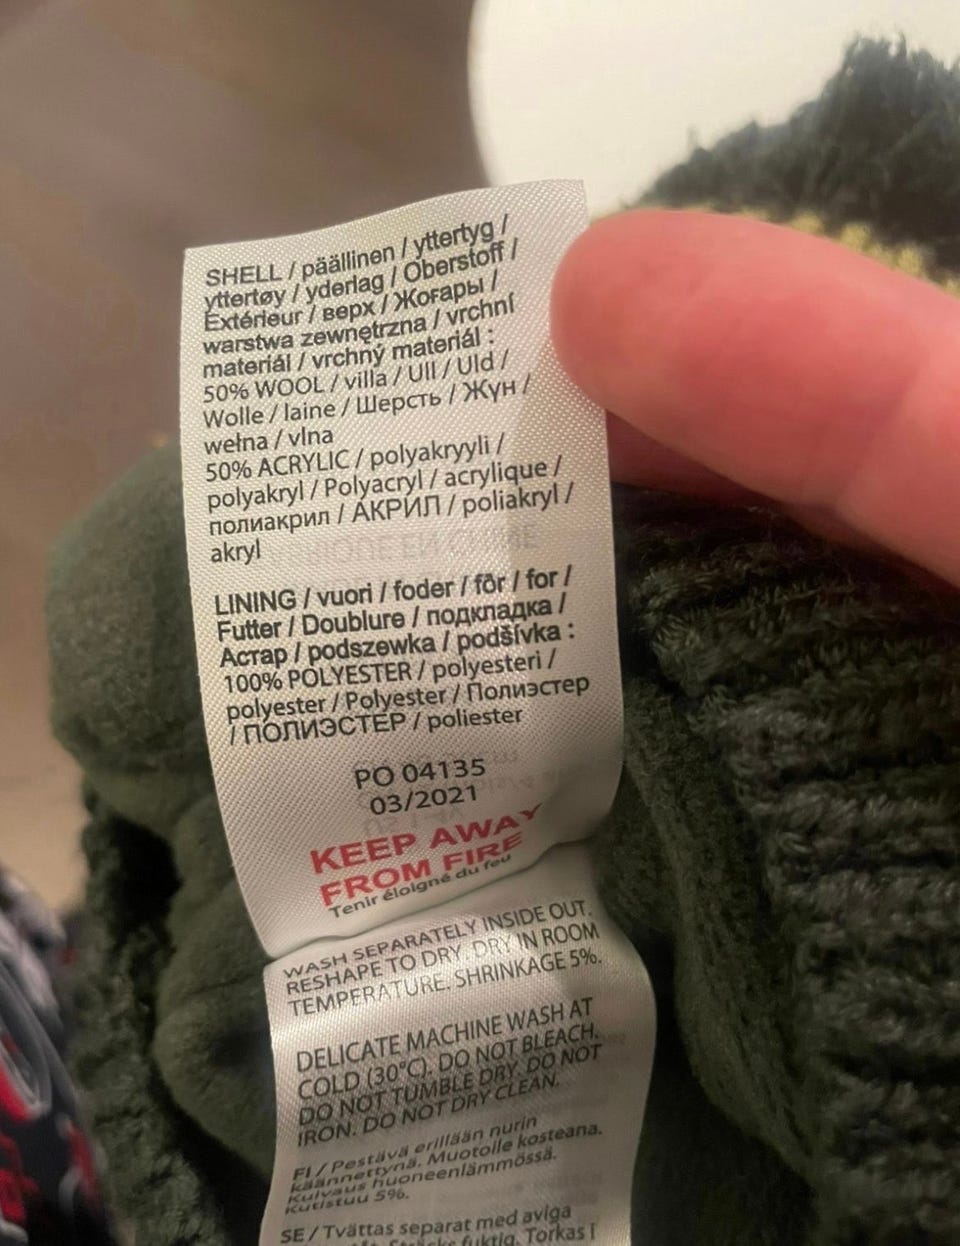 SHELL / päällinen / yttertyg /
yttertøy / yderlag / Oberstoff /
Extérieur / верх / Жоғары /
warstwa zewnętrzna / vrchní
materiál / vrchný materiál :
50% WOOL / villa / Ull / Uld /
Wolle / laine / Шерсть / Жүн /
wełna / vlna
50% ACRYLIC / polyakryyli /
polyakryl / Polyacryl / acrylique /
полиакрил / АКРИЛ / poliakryl /
akryl
LINING / vuori / foder / fôr / for /
Futter / Doublure / подкладка /
Астар / podszewka / podšívka :
100% POLYESTER / polyesteri /
polyester / Polyester / Полиэстер
/ ПОЛИЭСТЕР / poliester
PO 04135
03/2021
KEEP AWAY
FROM FIRE
Tenir éloigné du feu
WASH SEPARATELY INSIDE OUT.
RESHAPE TO DRY. DRY IN ROOM
TEMPERATURE. SHRINKAGE 5%.
DELICATE MACHINE WASH AT
COLD (30°C). DO NOT BLEACH.
DO NOT TUMBLE DRY. DO NOT
IRON. DO NOT DRY CLEAN.
FI / Pestävä erillään nurin
käännettynä. Muotoile kosteana.
Kuivaus huoneenlämmössä.
Kutistuu 5%.
SE / Tvättas separat med aviga
fuktig. Torkas i